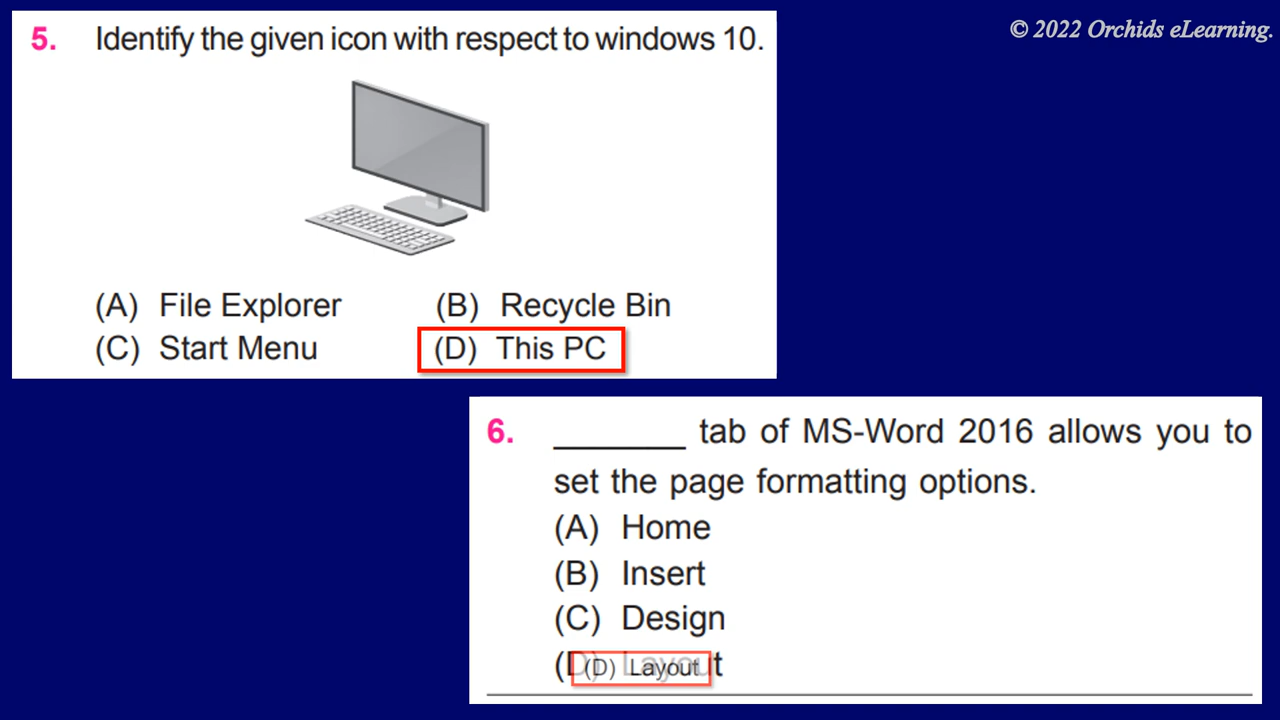 © 2022 Orchids eLearning.
5. Identify the given icon with respect to windows 10.
(A) File Explorer (B) Recycle Bin
(C) Start Menu (D) This PC
6. _______ tab of MS-Word 2016 allows you to
set the page formatting options.
(A) Home
(B) Insert
(C) Design
(D) Layout
(D) Layout